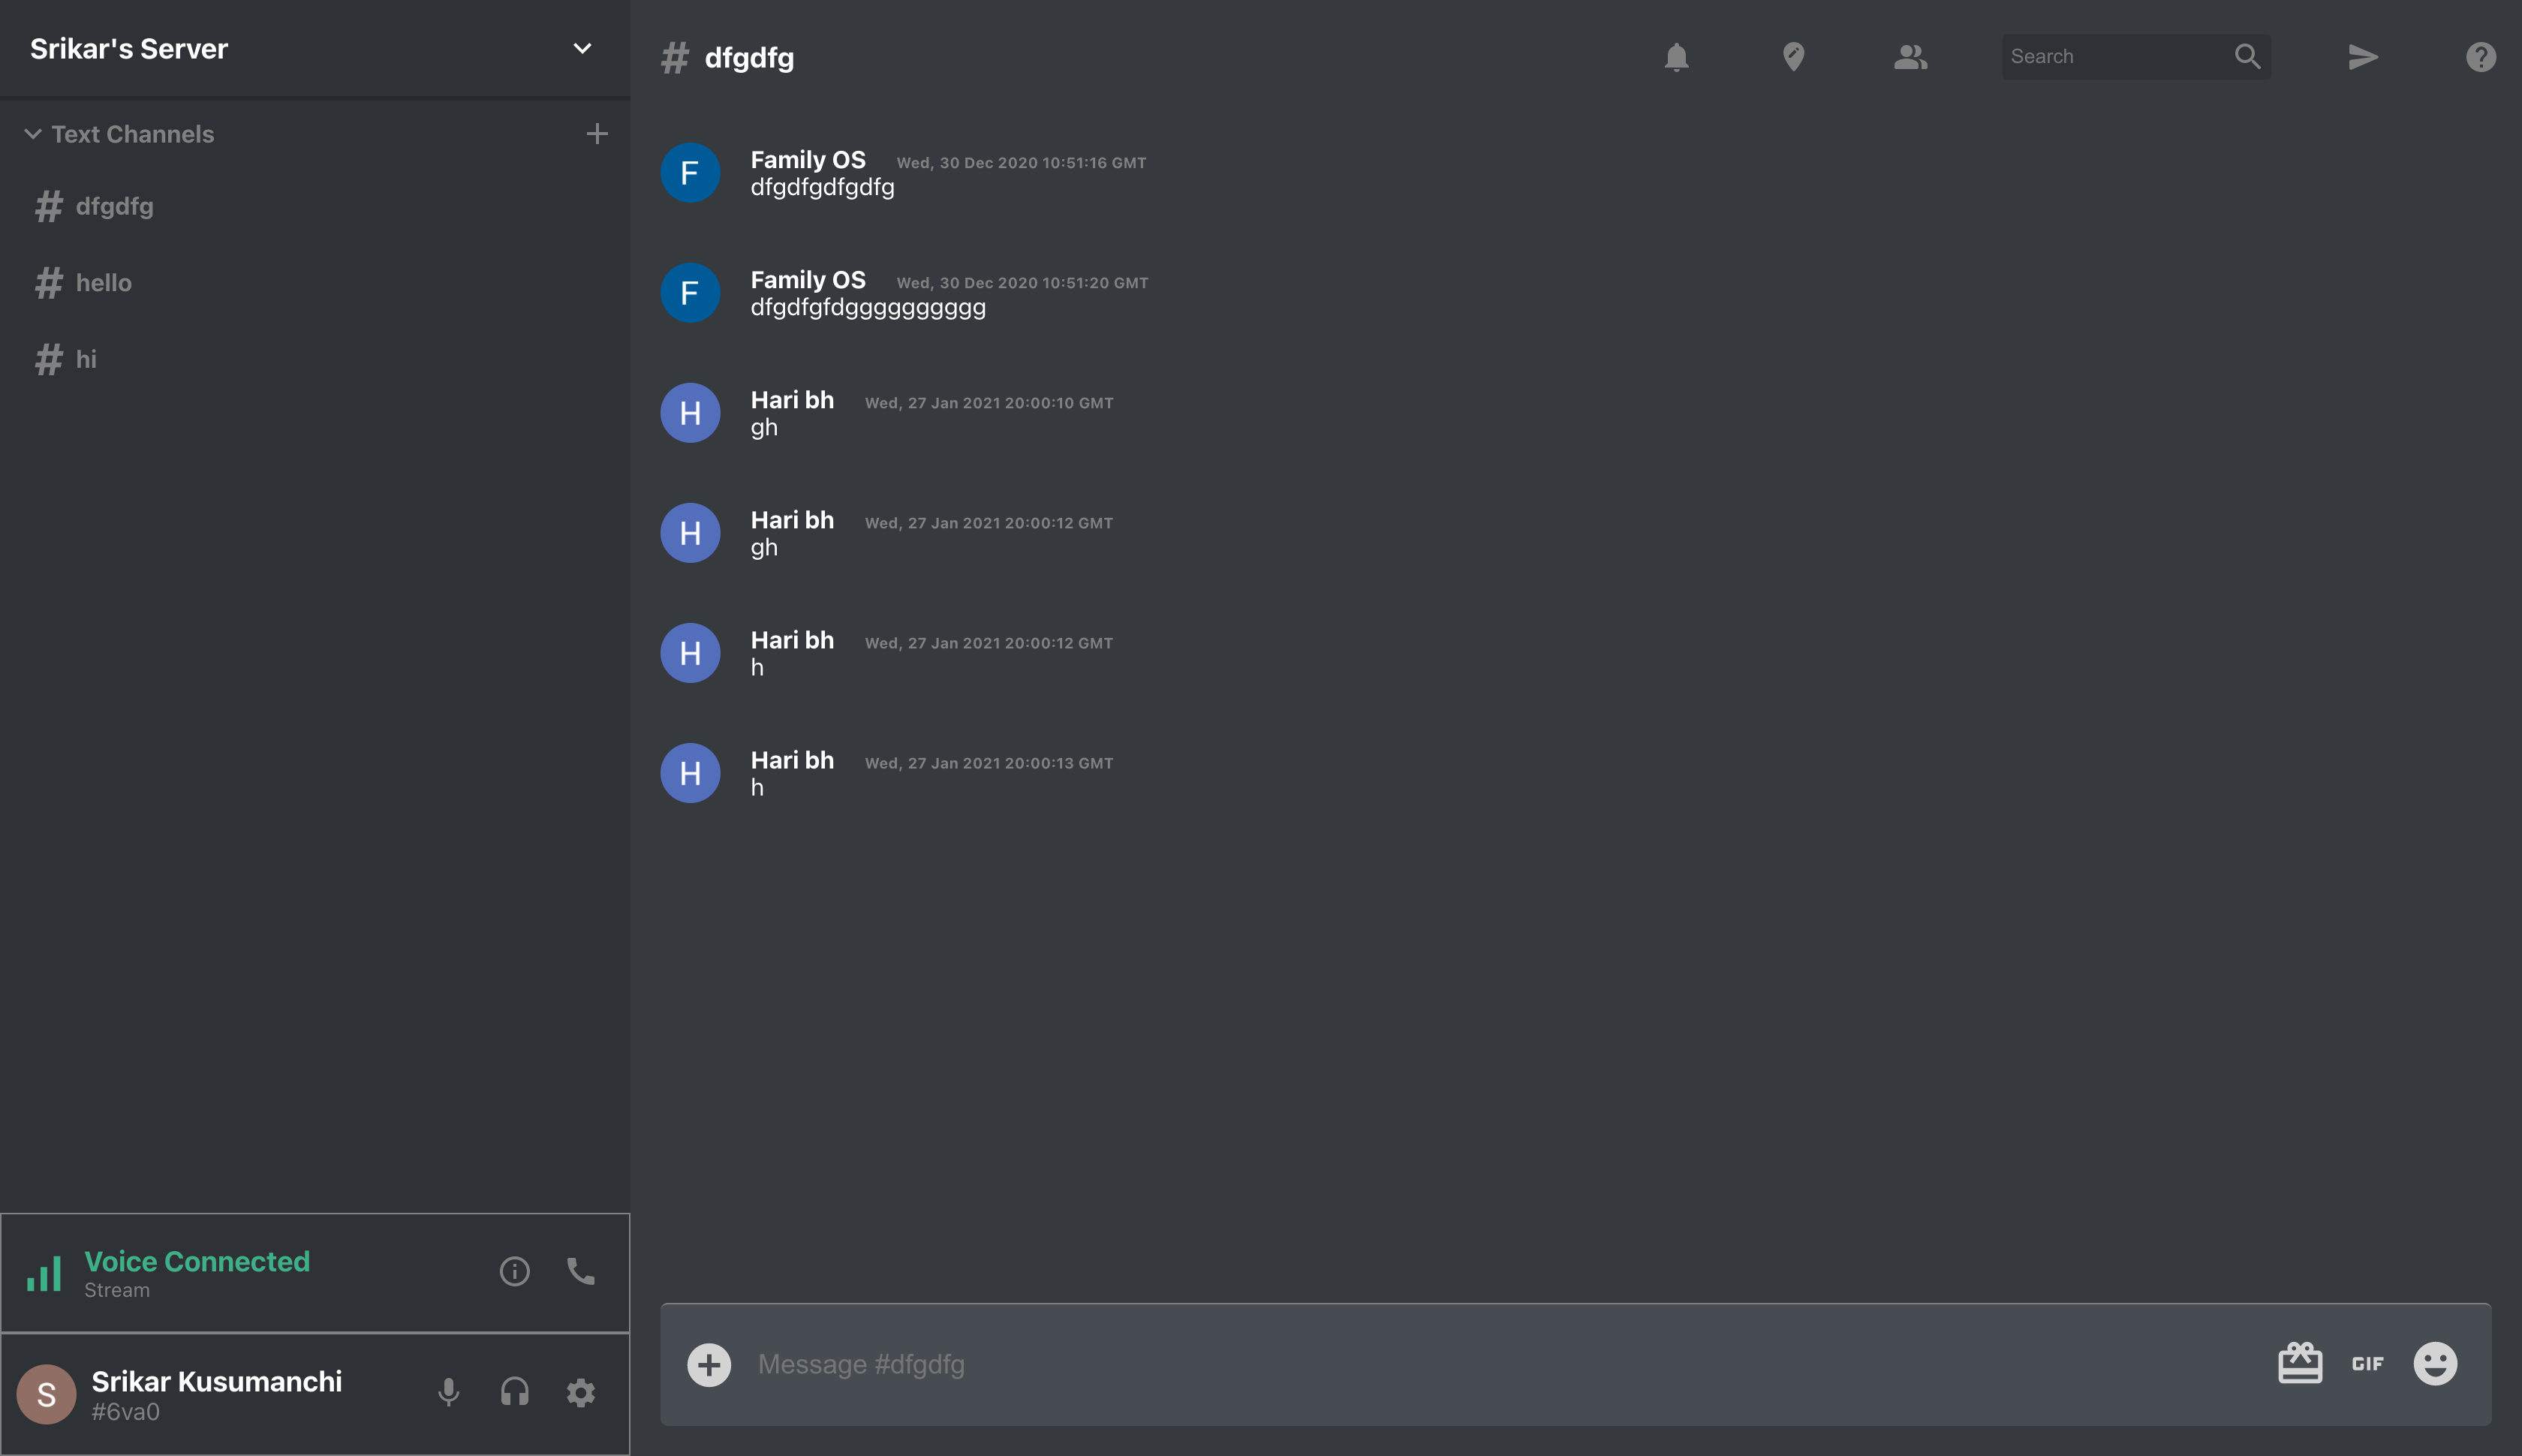 Srikar's Server
Text Channels
# dfgdfg
# hello
# hi
Voice Connected
Stream
S
Srikar Kusumanchi
#6va0
# dfgdfg
Search
F
Family OS Wed, 30 Dec 2020 10:51:16 GMT
dfgdfgdfgdfg
F
Family OS Wed, 30 Dec 2020 10:51:20 GMT
dfgdfgfdgggggggggg
H
Hari bh Wed, 27 Jan 2021 20:00:10 GMT
gh
H
Hari bh Wed, 27 Jan 2021 20:00:12 GMT
gh
H
Hari bh Wed, 27 Jan 2021 20:00:12 GMT
h
H
Hari bh Wed, 27 Jan 2021 20:00:13 GMT
h
Message #dfgdfg
GIF